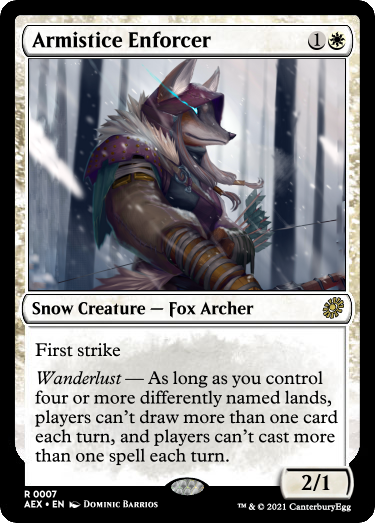 Armistice Enforcer 1
Snow Creature — Fox Archer
First strike
Wanderlust — As long as you control
four or more differently named lands,
players can't draw more than one card
each turn, and players can't cast more
than one spell each turn.
2/1
R 0007
AEX • EN Dominic Barrios
™ & © 2021 CanterburyEgg